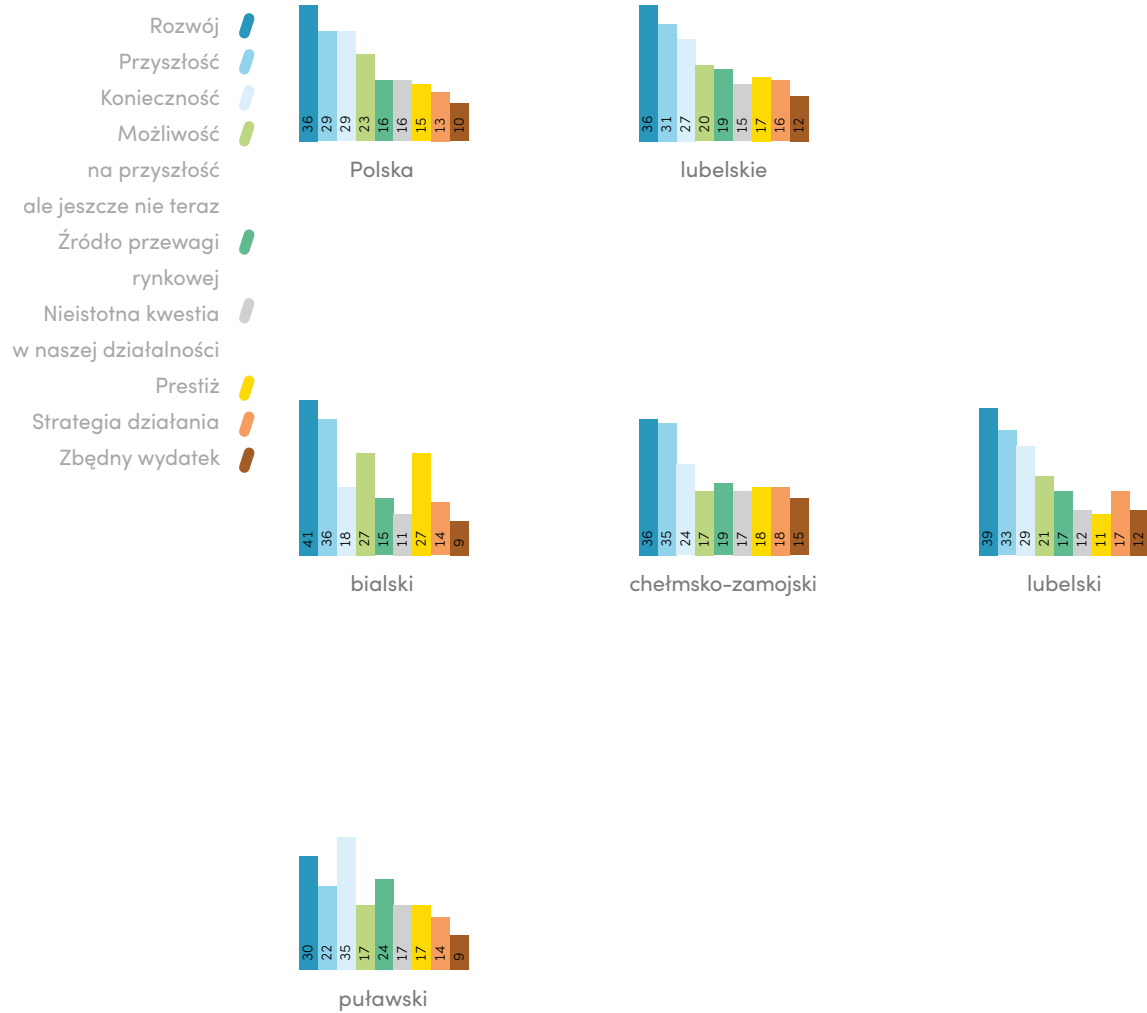 Rozwój
Przyszłość
Konieczność
Możliwość
na przyszłość
ale jeszcze nie teraz
Źródło przewagi
rynkowej
Nieistotna kwestia
w naszej działalności
Prestiż
Strategia działania
Zbędny wydatek
36 29 29 23 16 16 15 13 10
Polska
36 31 27 20 19 15 17 16 12
lubelskie
41 36 18 27 15 11 27 14 9
bialski
36 35 24 17 19 17 18 18 15
chełmsko-zamojski
39 33 29 21 17 12 11 17 12
lubelski
30 22 35 17 24 17 17 14 9
puławski